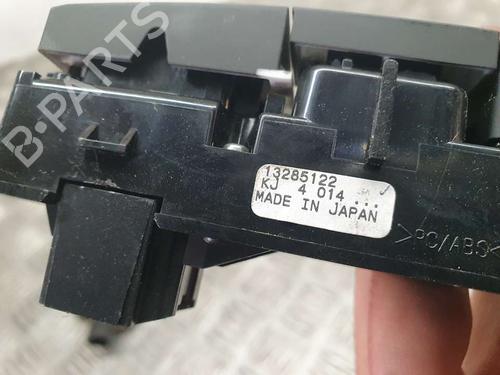 B-PARTS
13285122
KJ 4 014 ...
MADE IN JAPAN
>PC/ABS<